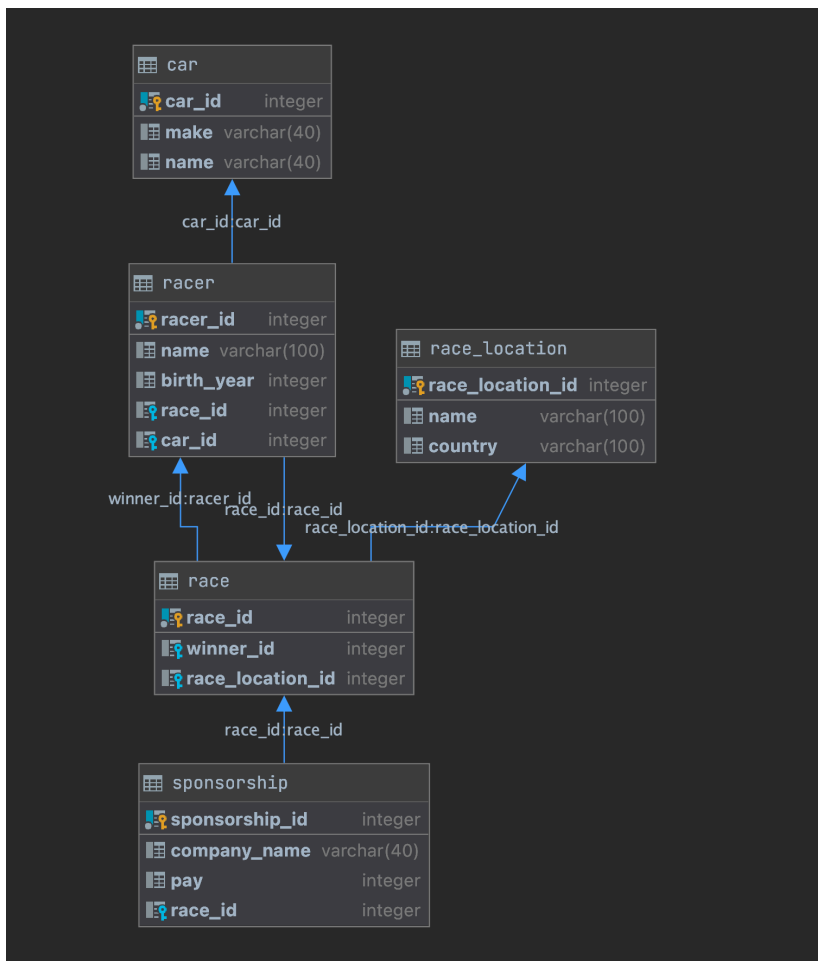 car
car_id integer
make varchar(40)
name varchar(40)
car_id:car_id
racer
racer_id integer
name varchar(100)
birth_year integer
race_id integer
car_id integer
race_location
race_location_id integer
name varchar(100)
country varchar(100)
winner_id:racer_id
race_id:race_id
race_location_id:race_location_id
race
race_id integer
winner_id integer
race_location_id integer
race_id:race_id
sponsorship
sponsorship_id integer
company_name varchar(40)
pay integer
race_id integer